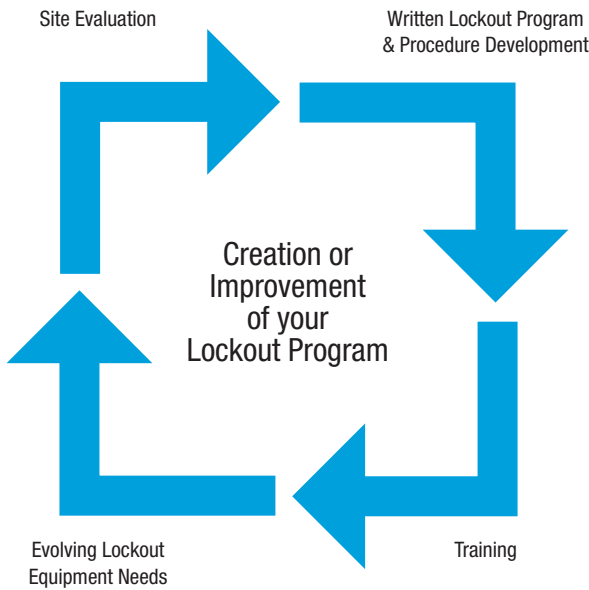 Site Evaluation
Written Lockout Program
& Procedure Development
Creation or
Improvement
of your
Lockout Program
Evolving Lockout
Equipment Needs
Training